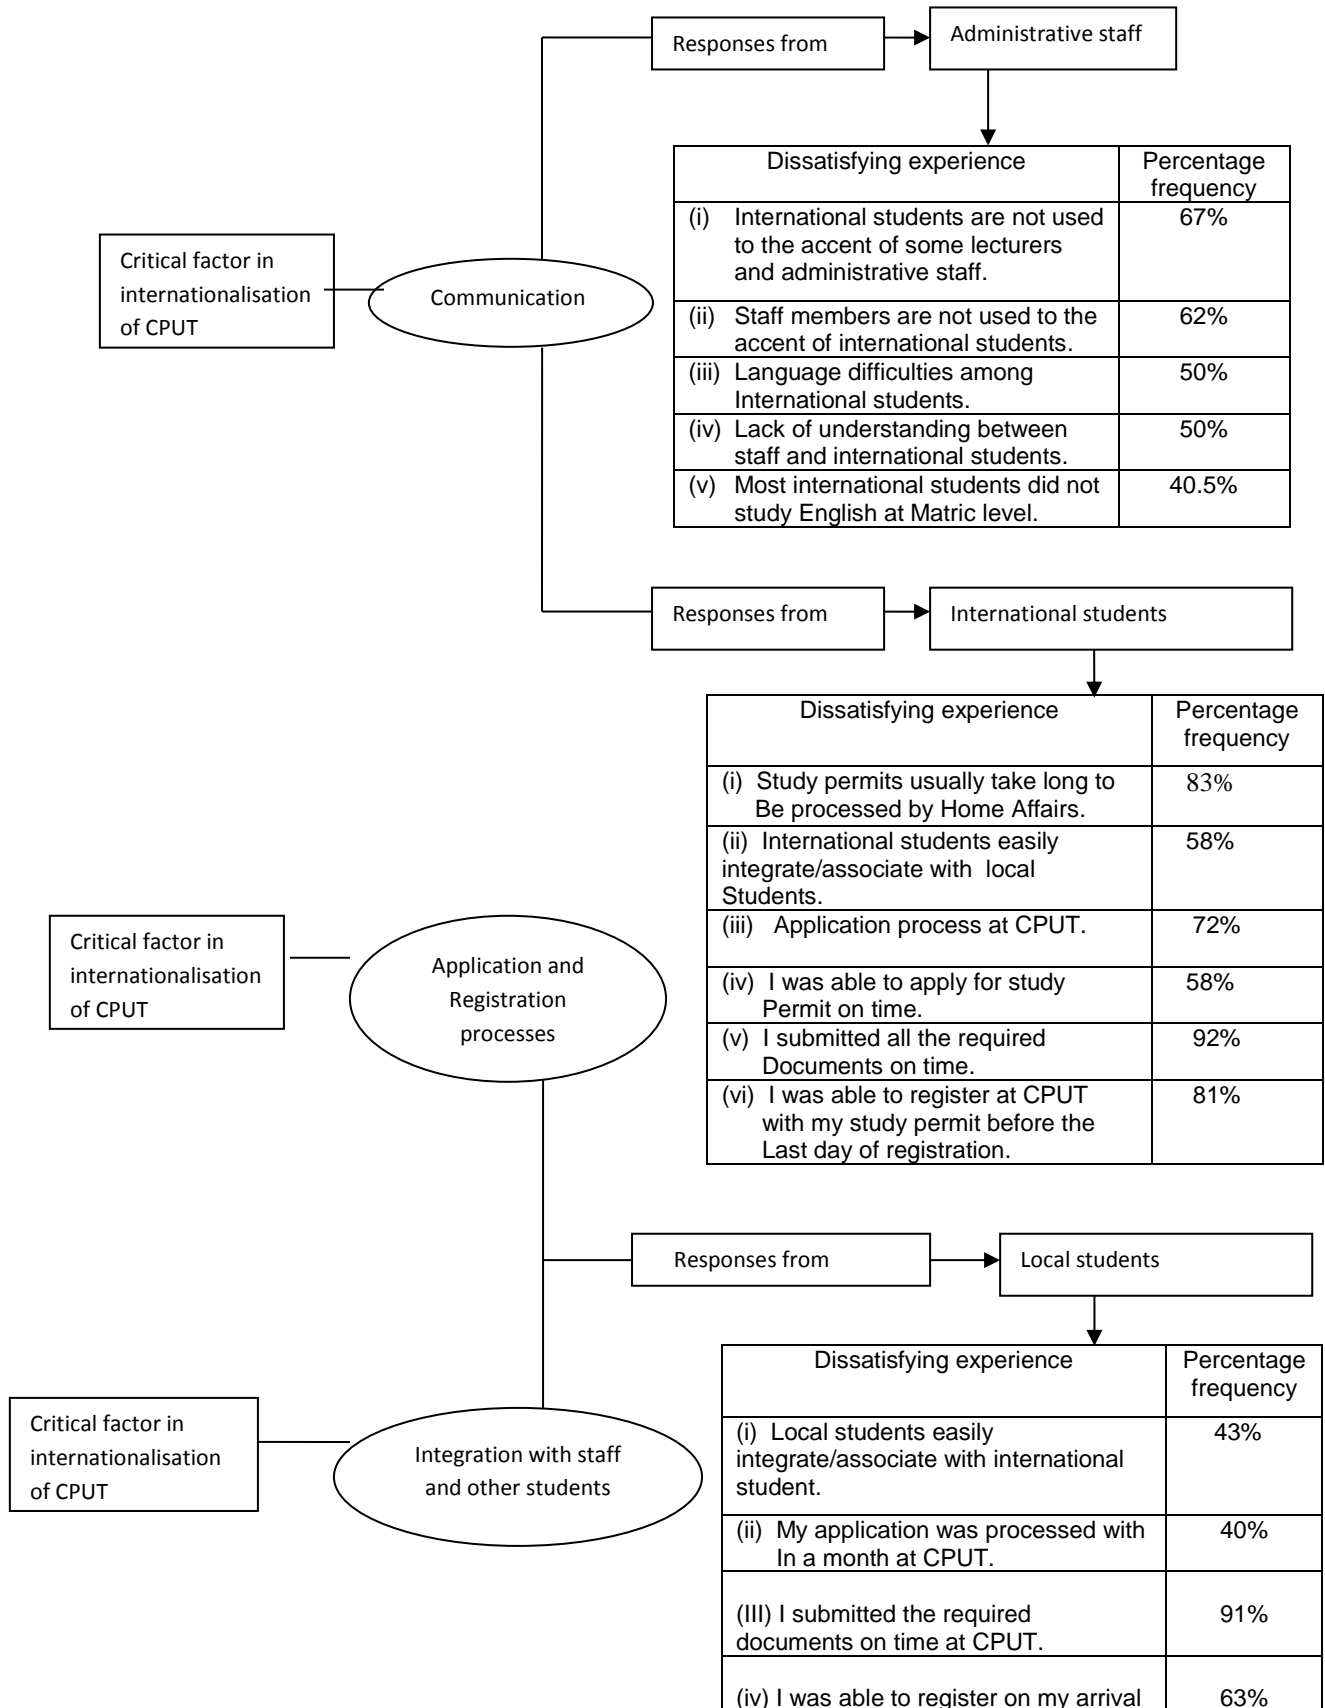 Responses from
Administrative staff
Dissatisfying experience
Percentage
frequency
(i) International students are not used
to the accent of some lecturers
and administrative staff.
67%
(ii) Staff members are not used to the
accent of international students.
62%
(iii) Language difficulties among
International students.
50%
(iv) Lack of understanding between
staff and international students.
50%
(v) Most international students did not
study English at Matric level.
40.5%
Critical factor in
internationalisation
of CPUT
Communication
Responses from
International students
Dissatisfying experience
Percentage
frequency
(i) Study permits usually take long to
Be processed by Home Affairs.
83%
(ii) International students easily
integrate/associate with local
Students.
58%
(iii) Application process at CPUT.
72%
(iv) I was able to apply for study
Permit on time.
58%
(v) I submitted all the required
Documents on time.
92%
(vi) I was able to register at CPUT
with my study permit before the
Last day of registration.
81%
Critical factor in
internationalisation
of CPUT
Application and
Registration
processes
Responses from
Local students
Dissatisfying experience
Percentage
frequency
(i) Local students easily
integrate/associate with international
student.
43%
(ii) My application was processed with
In a month at CPUT.
40%
(III) I submitted the required
documents on time at CPUT.
91%
(iv) I was able to register on my arrival
63%
Critical factor in
internationalisation
of CPUT
Integration with staff
and other students